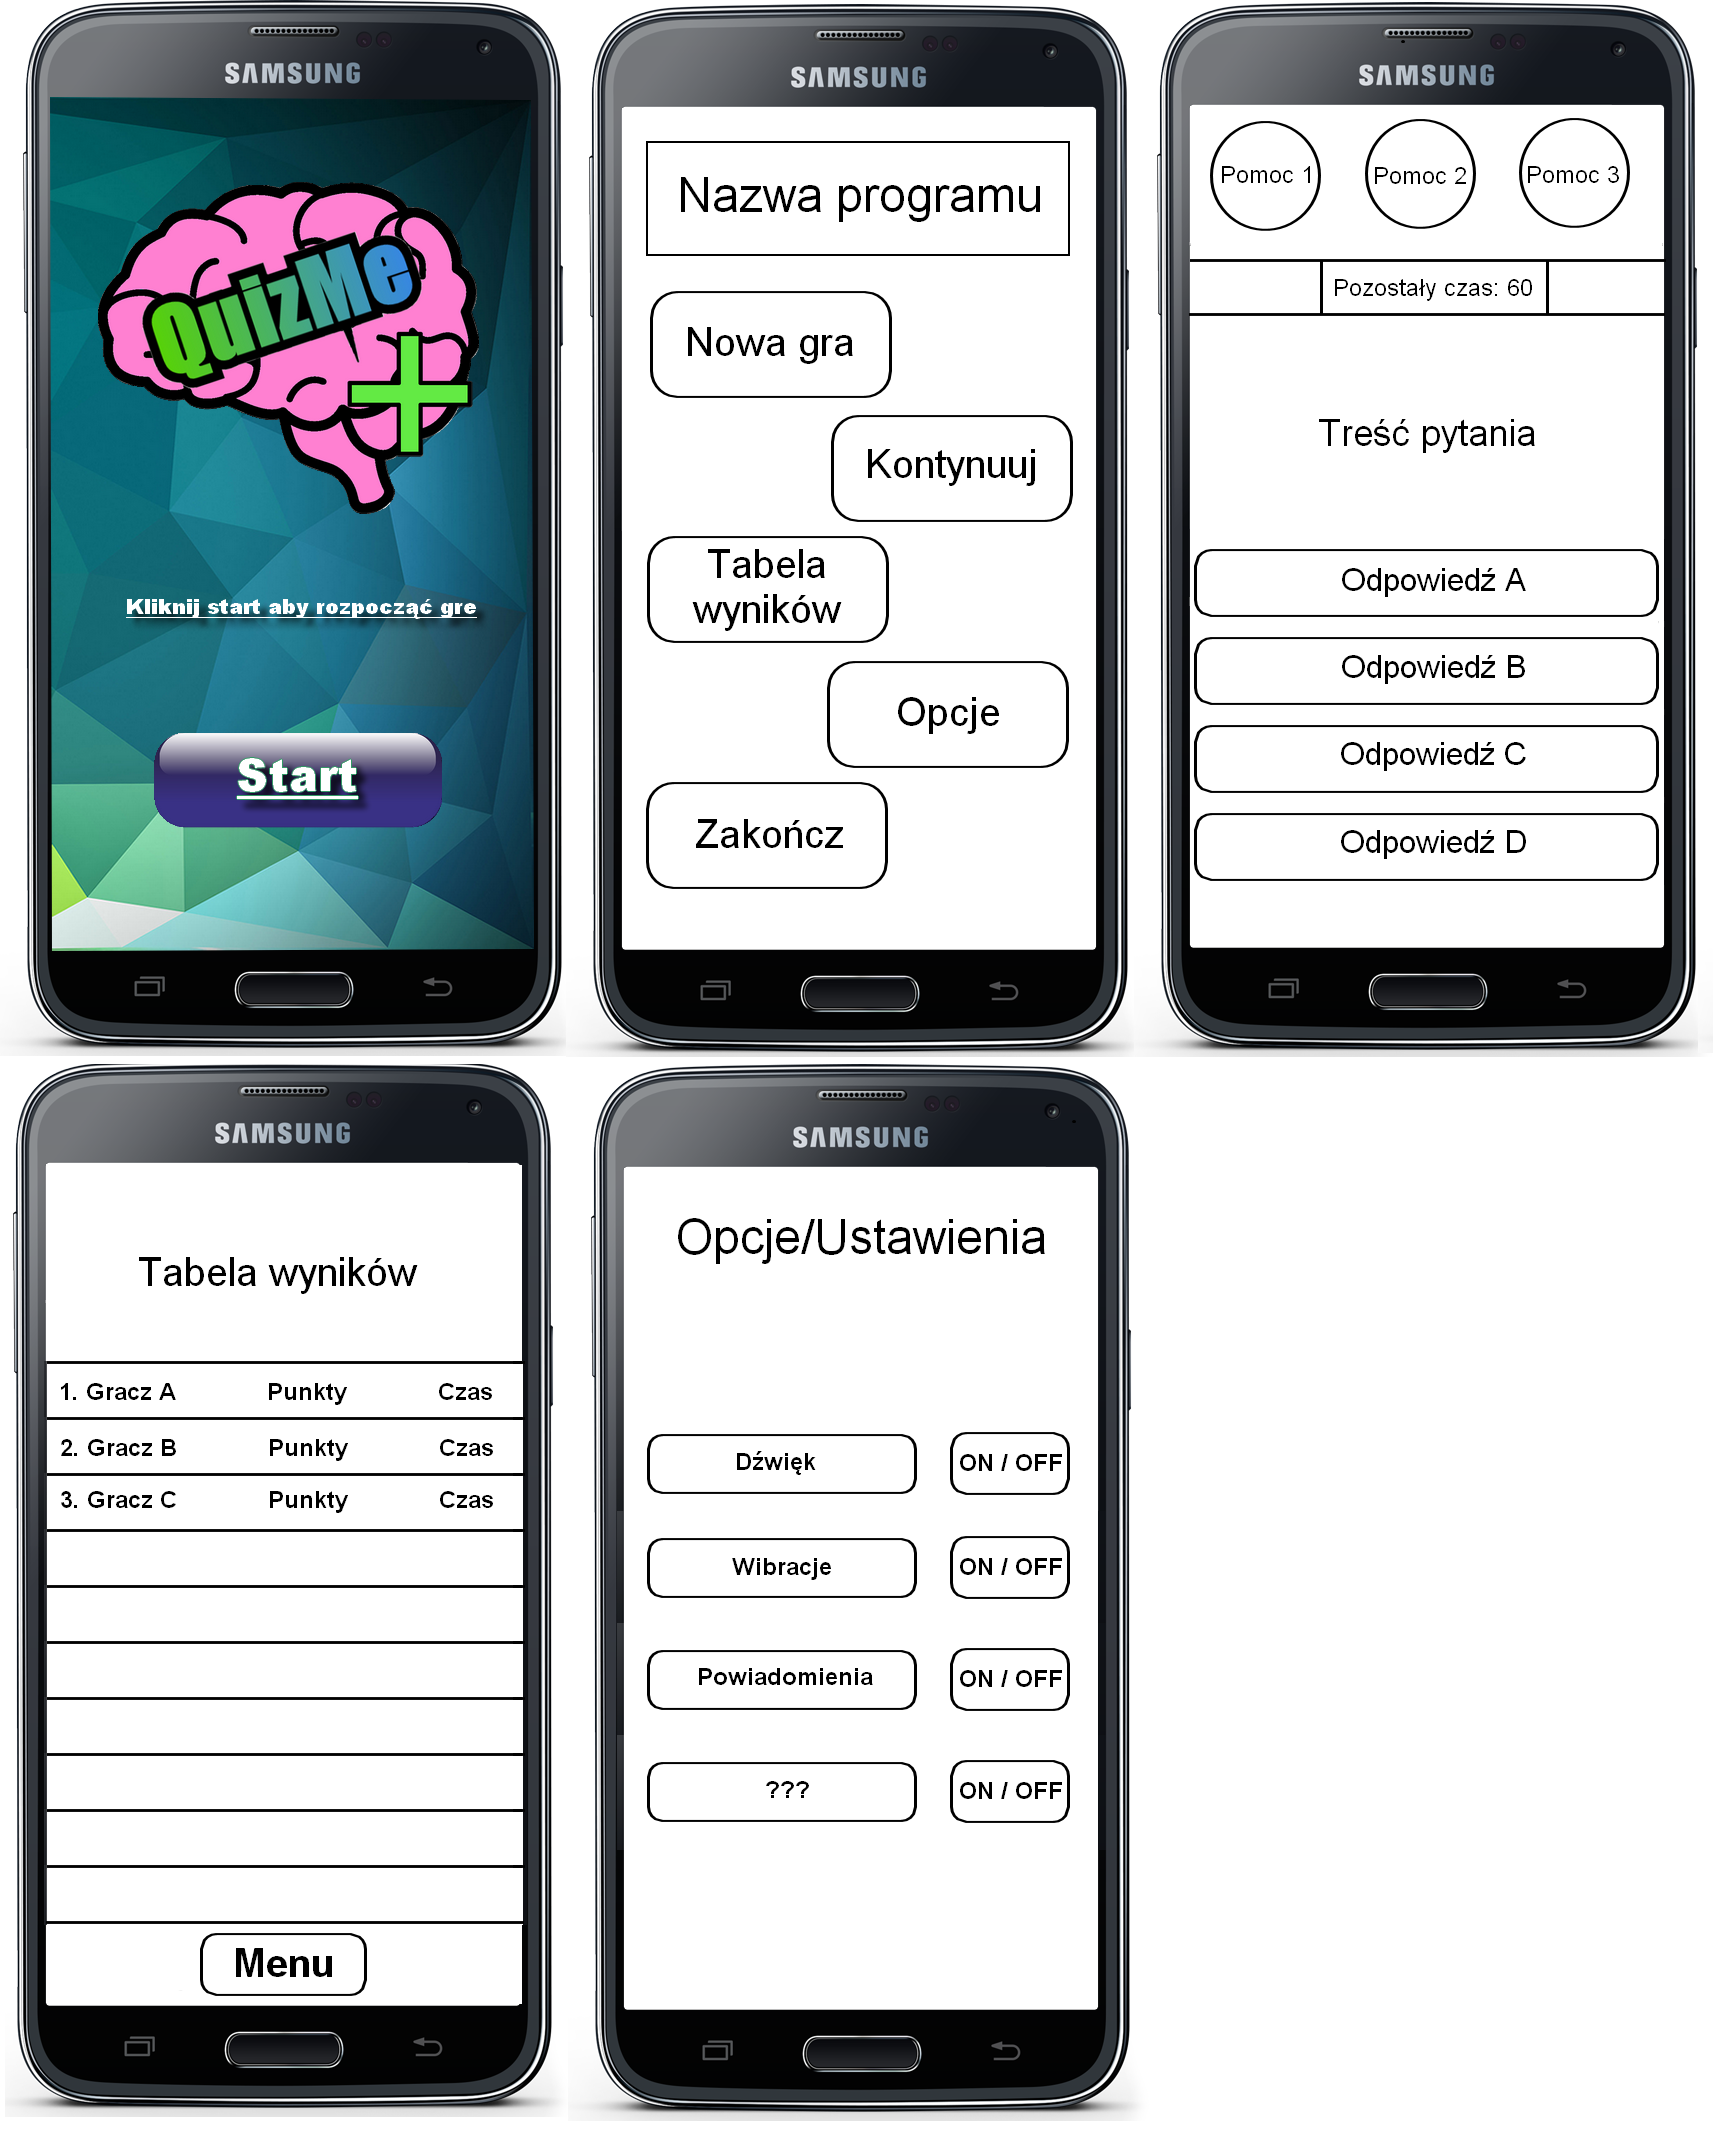 SAMSUNG
QuizMe
+
Kliknij start aby rozpocząć gre
Start
SAMSUNG
Nazwa programu
Nowa gra
Kontynuuj
Tabela
wyników
Opcje
Zakończ
SAMSUNG
Pomoc 1
Pomoc 2
Pomoc 3
Pozostały czas: 60
Treść pytania
Odpowiedź A
Odpowiedź B
Odpowiedź C
Odpowiedź D
SAMSUNG
Tabela wyników
1. Gracz A Punkty Czas
2. Gracz B Punkty Czas
3. Gracz C Punkty Czas
Menu
SAMSUNG
Opcje/Ustawienia
Dźwięk ON / OFF
Wibracje ON / OFF
Powiadomienia ON / OFF
??? ON / OFF